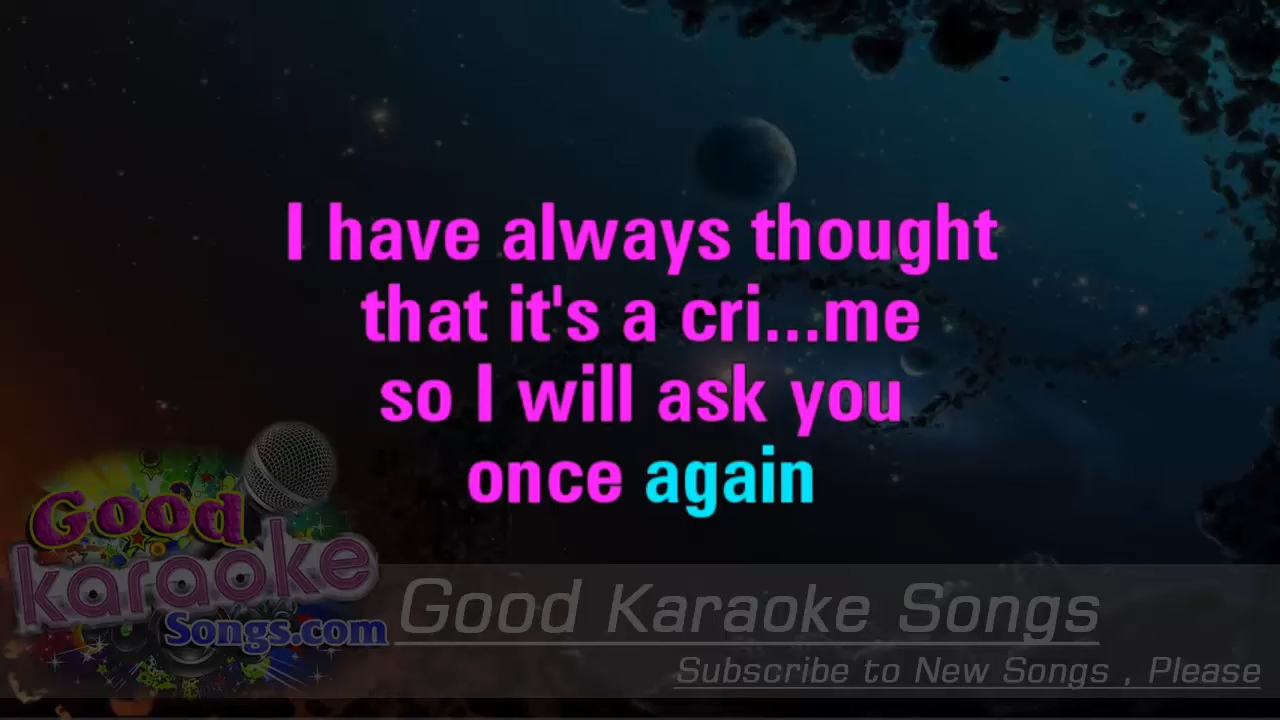 I have always thought
that it's a cri...me
so I will ask you
once again
Good
karaoke
Songs.com
Good Karaoke Songs
Subscribe to New Songs , Please